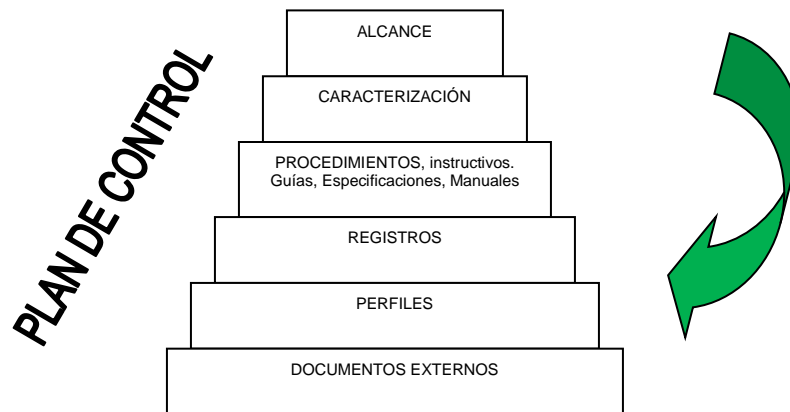 PLAN DE CONTROL
ALCANCE
CARACTERIZACIÓN
PROCEDIMIENTOS, instructivos.
Guías, Especificaciones, Manuales
REGISTROS
PERFILES
DOCUMENTOS EXTERNOS